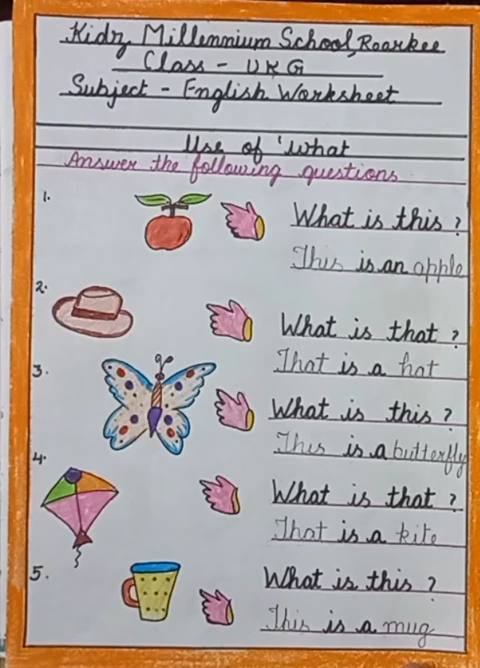 Kidz Millennium School, Roorkee
Class - UKG
Subject - English Worksheet
Use of 'what
Answer the following questions
1.
What is this ?
This is an apple
2.
What is that ?
That is a hat
3.
What is this ?
This is a butterfly
4.
What is that ?
That is a kite
5.
What is this ?
This is a mug